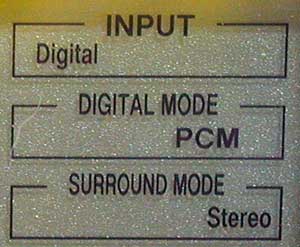 INPUT
Digital
DIGITAL MODE
PCM
SURROUND MODE
Stereo